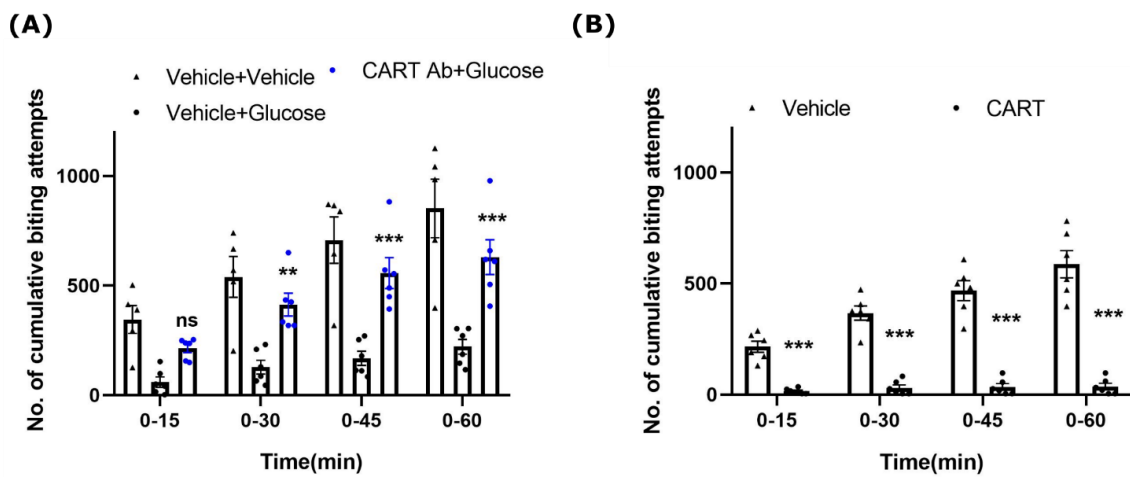 (A)
Vehicle+Vehicle
CART Ab+Glucose
Vehicle+Glucose
No. of cumulative biting attempts
1000
500
0
ns
**
***
***
0-15
0-30
0-45
0-60
Time(min)
(B)
Vehicle
CART
No. of cumulative biting attempts
1000
500
0
***
***
***
***
0-15
0-30
0-45
0-60
Time(min)